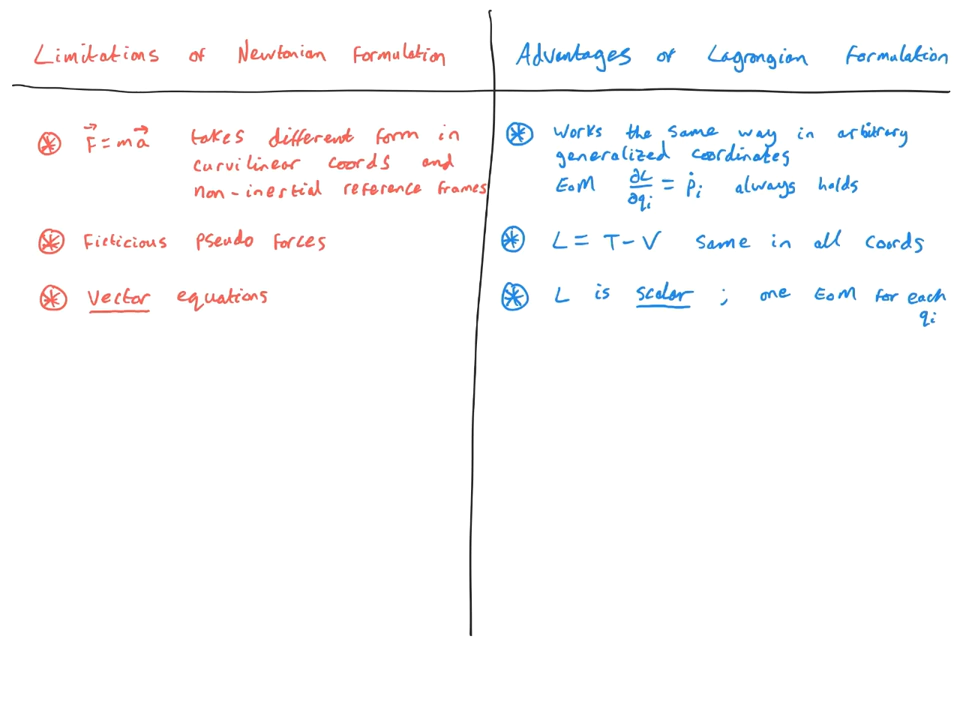 Limitations of Newtonian Formulation
⊛ F⃗ = ma⃗ takes different form in
curvilinear coords and
non-inertial reference frames
⊛ Ficticious pseudo forces
⊛ Vector equations
Advantages of Lagrangian Formulation
⊛ Works the same way in arbitrary
generalized coordinates
EoM ∂L/∂qᵢ = ṗᵢ always holds
⊛ L = T - V same in all coords
⊛ L is scalar ; one EoM for each
qᵢ